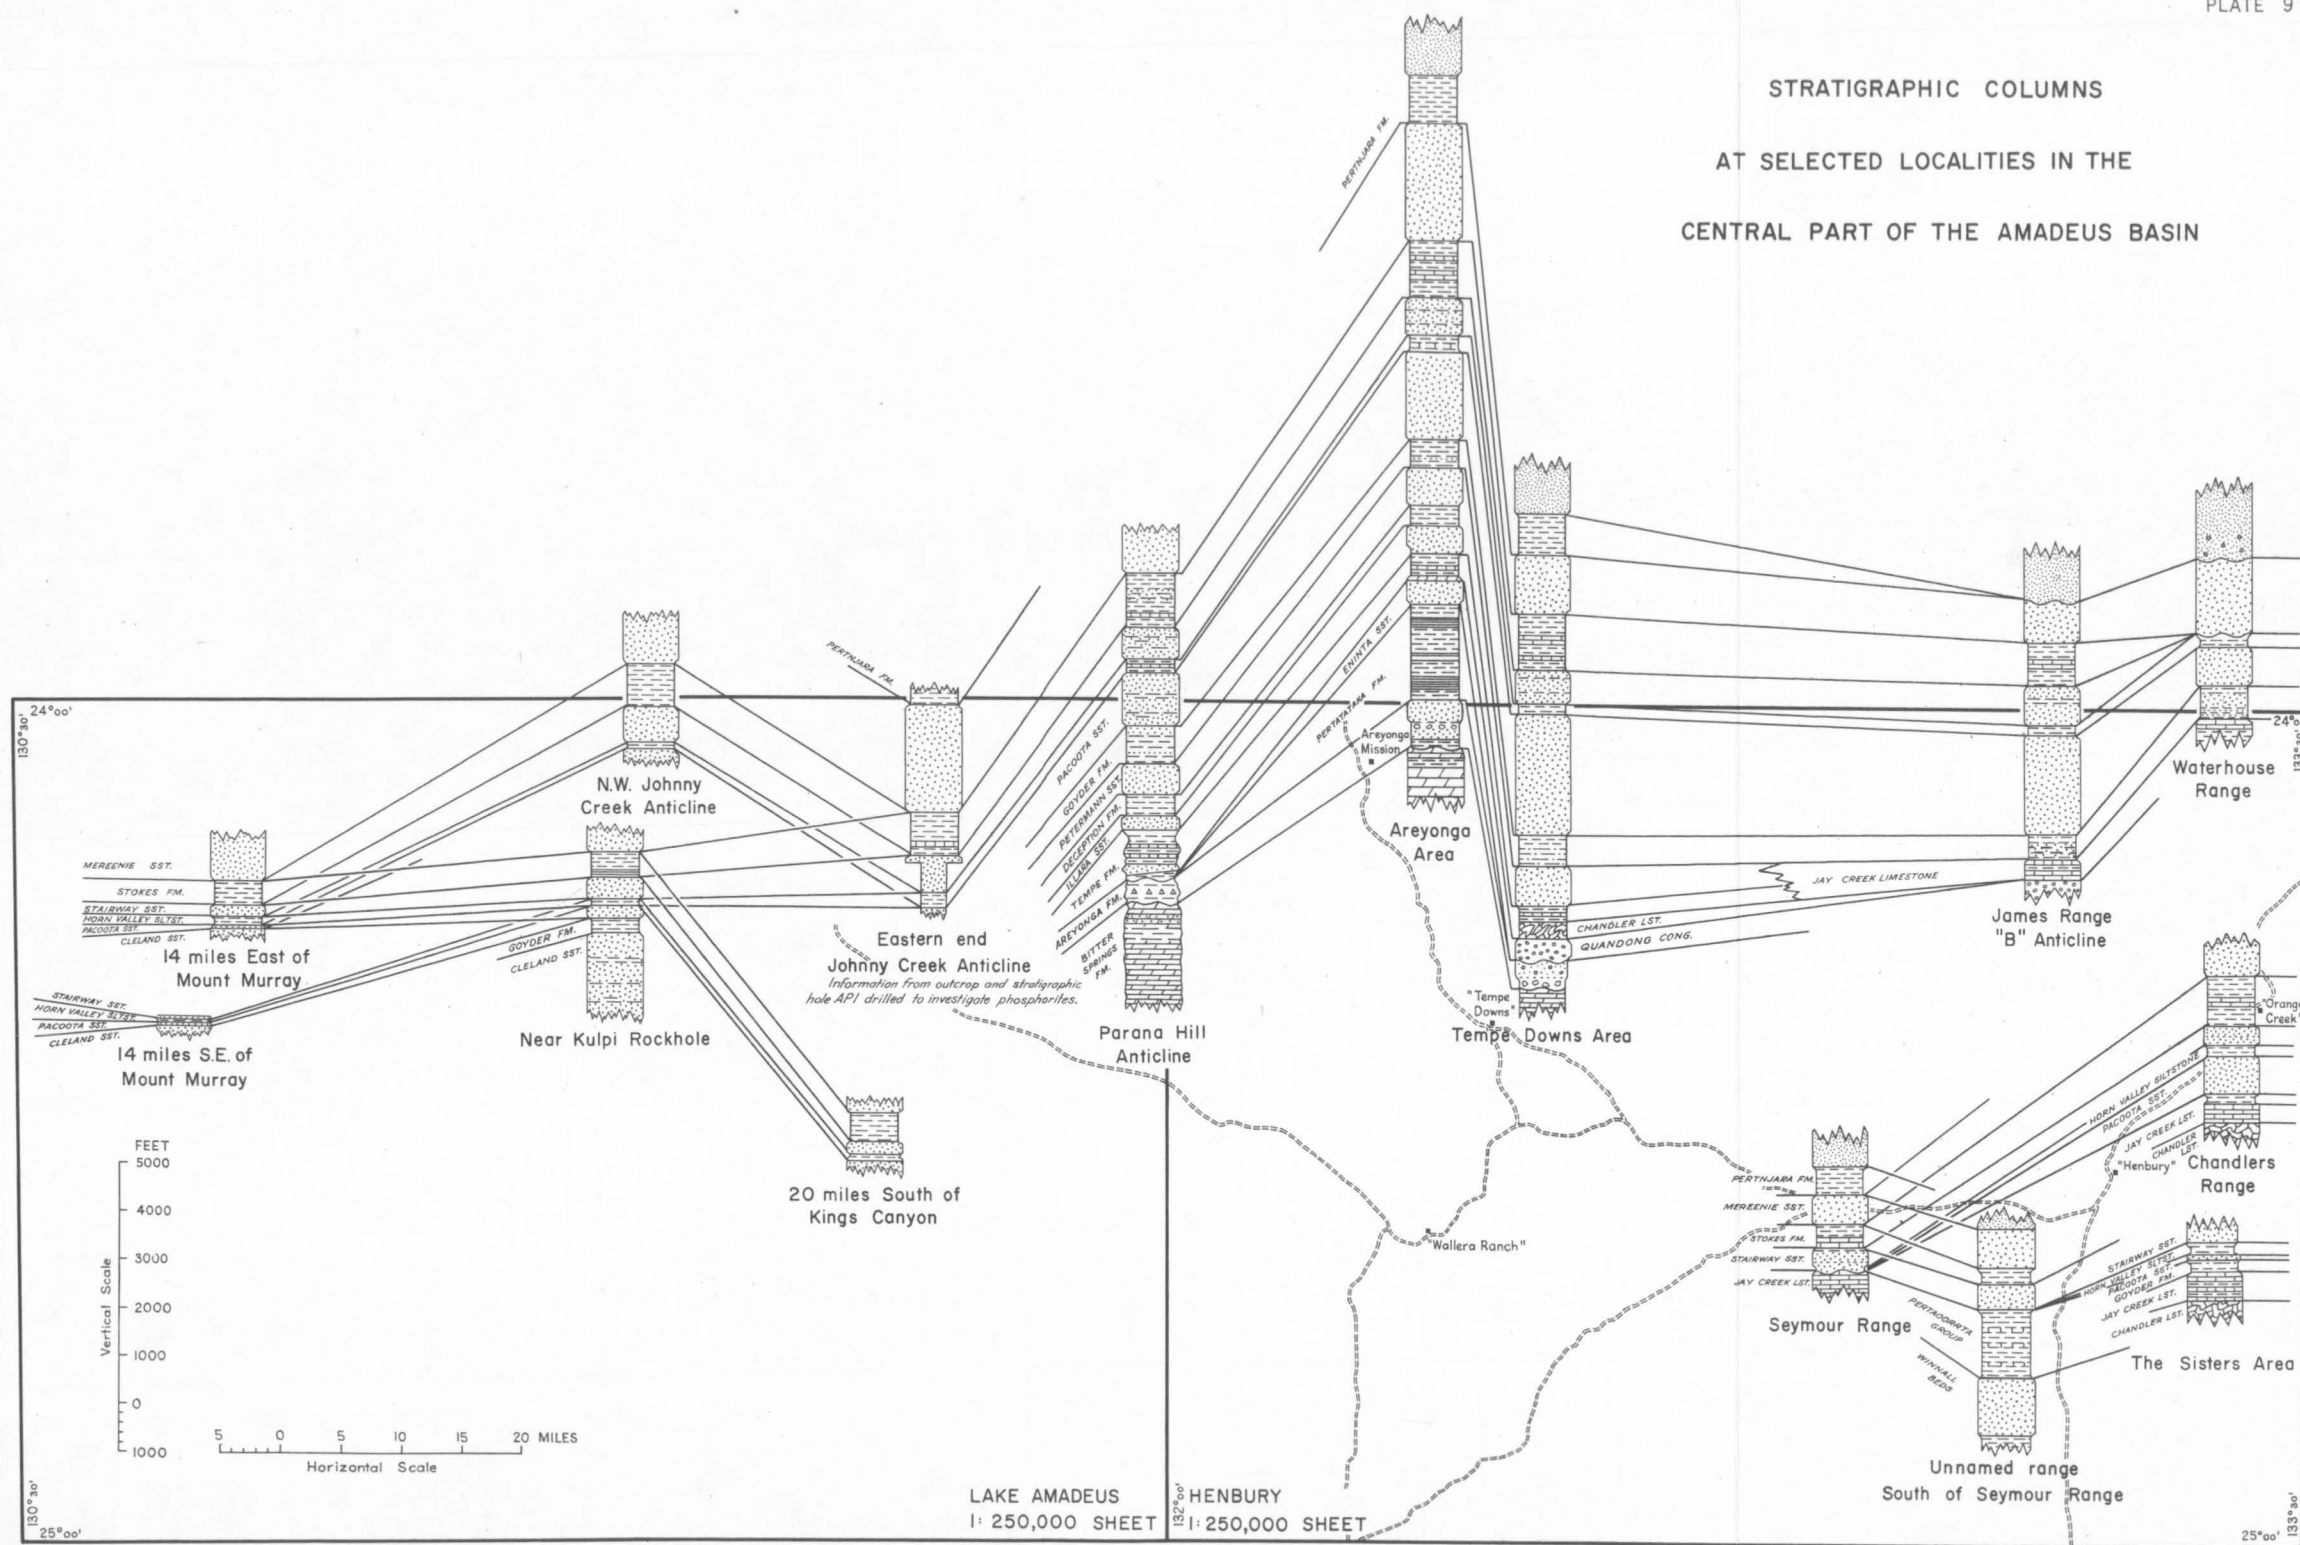 PLATE 9
STRATIGRAPHIC COLUMNS
AT SELECTED LOCALITIES IN THE
CENTRAL PART OF THE AMADEUS BASIN
PERTNJARA FM.
24°00'
130°30'
N.W. Johnny
Creek Anticline
PERTNJARA FM.
MEREENIE SST.
STOKES FM.
STAIRWAY SST.
HORN VALLEY SLTST.
PACOOTA SST.
CLELAND SST.
14 miles East of
Mount Murray
STAIRWAY SST.
HORN VALLEY SLTST.
PACOOTA SST.
CLELAND SST.
14 miles S.E. of
Mount Murray
GOYDER FM.
CLELAND SST.
Near Kulpi Rockhole
Eastern end
Johnny Creek Anticline
Information from outcrop and stratigraphic
hole AP1 drilled to investigate phosphorites.
20 miles South of
Kings Canyon
PACOOTA SST.
GOYDER FM.
PETERMANN SST.
DECEPTION FM.
ILLARA SST.
TEMPE FM.
AREYONGA FM.
BITTER
SPRINGS
FM.
Parana Hill
Anticline
ENINTA SST.
PERTATATAKA FM.
Areyonga
Mission
Areyonga
Area
"Tempe
Downs"
Tempe Downs Area
JAY CREEK LIMESTONE
CHANDLER LST.
QUANDONG CONG.
James Range
"B" Anticline
Waterhouse
Range
24°0
133°30'
"Orange
Creek"
HORN VALLEY SILTSTONE
PACOOTA SST.
JAY CREEK LST.
CHANDLER
LST.
"Henbury"
Chandlers
Range
"Wallera Ranch"
PERTNJARA FM.
MEREENIE SST.
STOKES FM.
STAIRWAY SST.
JAY CREEK LST.
Seymour Range
PERTAOORRTA
GROUP
WINNALL
BEDS
Unnamed range
South of Seymour Range
STAIRWAY SST.
HORN VALLEY SLTST.
PACOOTA SST.
GOYDER FM.
JAY CREEK LST.
CHANDLER LST.
The Sisters Area
FEET
5000
4000
3000
2000
1000
0
1000
Vertical Scale
5 0 5 10 15 20 MILES
Horizontal Scale
LAKE AMADEUS
1: 250,000 SHEET
132°00'
HENBURY
1: 250,000 SHEET
130°30'
25°00'
25°00'
133°30'